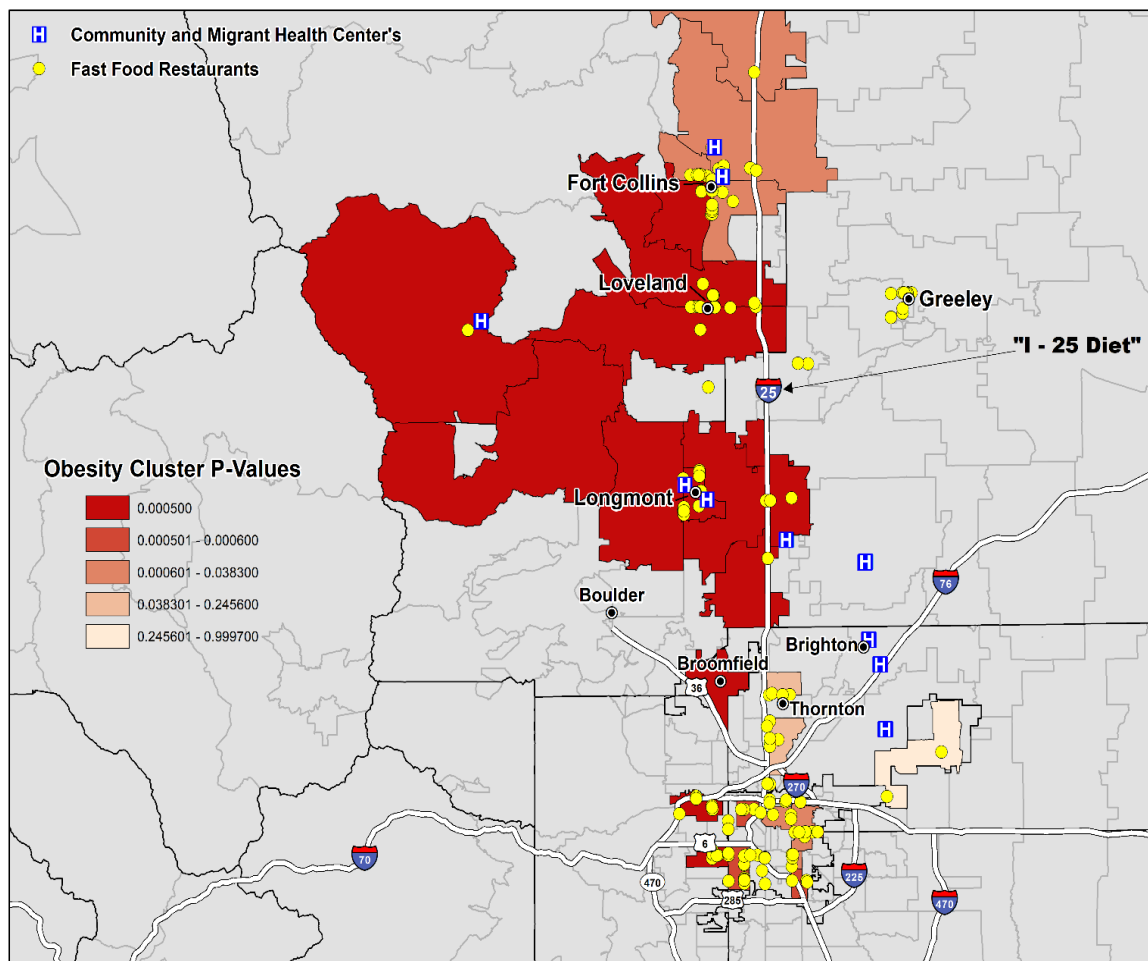 H Community and Migrant Health Center's
Fast Food Restaurants
H
Fort Collins H
Loveland
Greeley
H
"I - 25 Diet"
25
Obesity Cluster P-Values
0.000500
0.000501 - 0.000600
0.000601 - 0.038300
0.038301 - 0.245600
0.245601 - 0.999700
H
Longmont H
H
H
76
Boulder
Brighton H
H
Broomfield
36
Thornton
H
270
6
70
470
225
285
470